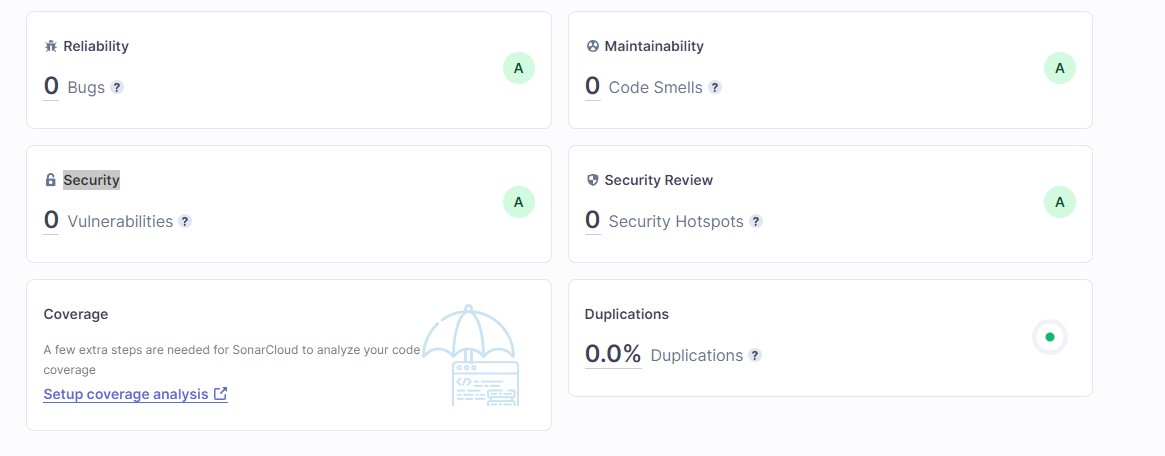 Reliability
A
0 Bugs ?
Maintainability
A
0 Code Smells ?
Security
A
0 Vulnerabilities ?
Security Review
A
0 Security Hotspots ?
Coverage
A few extra steps are needed for SonarCloud to analyze your code
coverage
Setup coverage analysis
</>
Duplications
0.0% Duplications ?